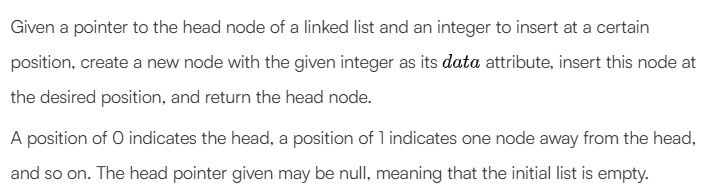 Given a pointer to the head node of a linked list and an integer to insert at a certain
position, create a new node with the given integer as its data attribute, insert this node at
the desired position, and return the head node.
A position of 0 indicates the head, a position of 1 indicates one node away from the head,
and so on. The head pointer given may be null, meaning that the initial list is empty.